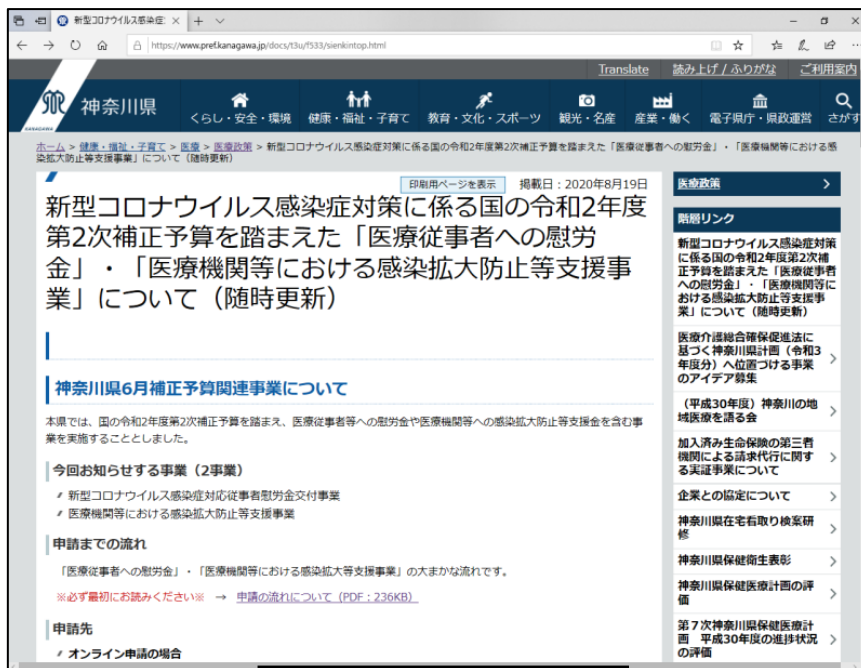 新型コロナウイルス感染症
https://www.pref.kanagawa.jp/docs/t3u/f533/sienkintop.html
Translate 読み上げ / ふりがな ご利用案内
神奈川県
KANAGAWA
くらし・安全・環境 健康・福祉・子育て 教育・文化・スポーツ 観光・名産 産業・働く 電子県庁・県政運営 さがす
ホーム > 健康・福祉・子育て > 医療 > 医療政策 > 新型コロナウイルス感染症対策に係る国の令和2年度第2次補正予算を踏まえた「医療従事者への慰労金」・「医療機関等における感
染拡大防止等支援事業」について（随時更新）
印刷用ページを表示 掲載日：2020年8月19日
新型コロナウイルス感染症対策に係る国の令和2年度
第2次補正予算を踏まえた「医療従事者への慰労
金」・「医療機関等における感染拡大防止等支援事
業」について（随時更新）
神奈川県6月補正予算関連事業について
本県では、国の令和2年度第2次補正予算を踏まえ、医療従事者等への慰労金や医療機関等への感染拡大防止等支援金を含む事
業を実施することとしました。
今回お知らせする事業（2事業）
新型コロナウイルス感染症対応従事者慰労金交付事業
医療機関等における感染拡大防止等支援事業
申請までの流れ
「医療従事者への慰労金」・「医療機関等における感染拡大等支援事業」の大まかな流れです。
※必ず最初にお読みください※ → 申請の流れについて（PDF：236KB）
申請先
オンライン申請の場合
医療政策
階層リンク
新型コロナウイルス感染症対策
に係る国の令和2年度第2次補
正予算を踏まえた「医療従事者
への慰労金」・「医療機関等に
おける感染拡大防止等支援事
業」について（随時更新）
医療介護総合確保促進法に
基づく神奈川県計画（令和3
年度分）へ位置づける事業
のアイデア募集
（平成30年度）神奈川の地
域医療を語る会
加入済み生命保険の第三者
機関による請求代行に関す
る実証事業について
企業との協定について
神奈川県在宅看取り検案研
修
神奈川県保健衛生表彰
神奈川県保健医療計画の評
価
第７次神奈川県保健医療計
画 平成30年度の進捗状況
の評価